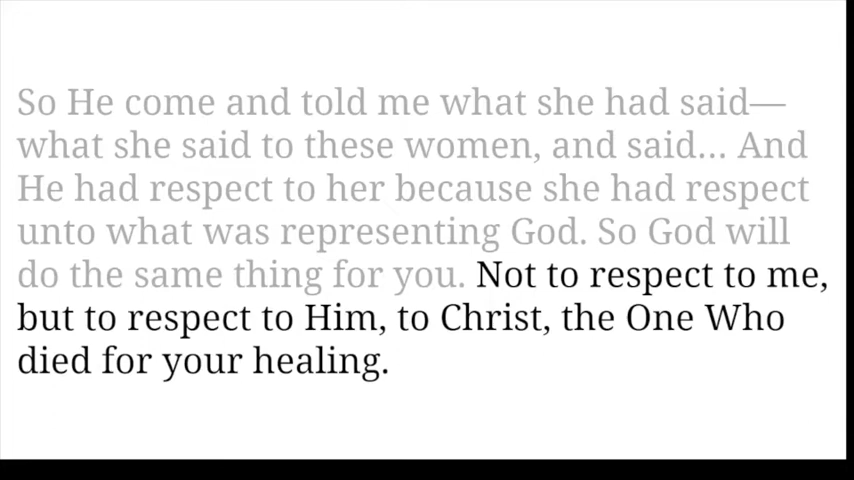 So He come and told me what she had said—
what she said to these women, and said... And
He had respect to her because she had respect
unto what was representing God. So God will
do the same thing for you. Not to respect to me,
but to respect to Him, to Christ, the One Who
died for your healing.